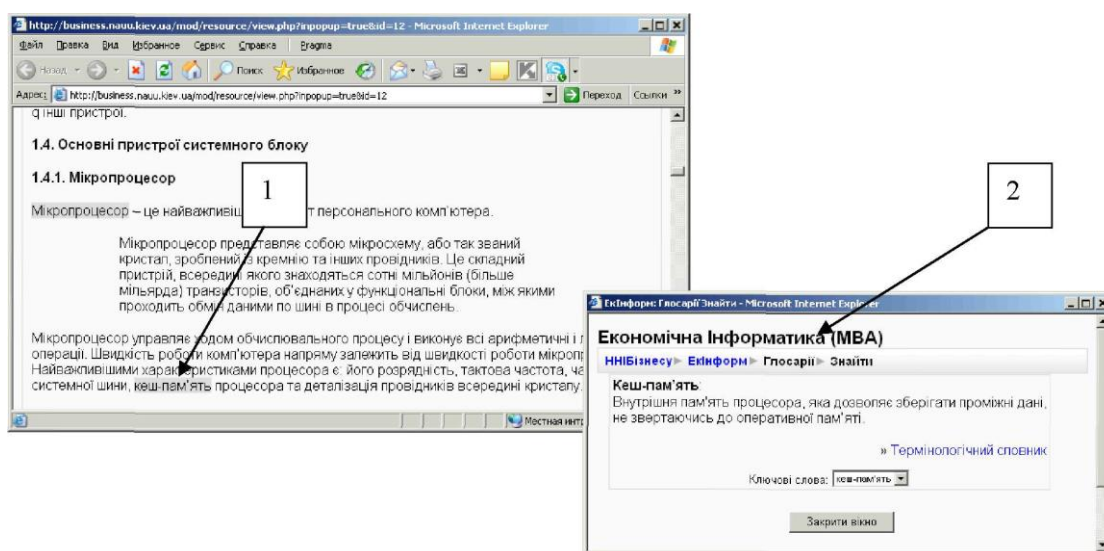 http://business.nauu.kiev.ua/mod/resource/view.php?inpopup=true&id=12 - Microsoft Internet Explorer
Файл Правка Вид Избранное Сервис Справка Pragma
Назад Поиск Избранное
Адрес: http://business.nauu.kiev.ua/mod/resource/view.php?inpopup=true&id=12 Переход Ссылки »
інші пристрої.
1.4. Основні пристрої системного блоку
1.4.1. Мікропроцесор
1
Мікропроцесор – це найважливіш т персонального комп'ютера.
Мікропроцесор представляє собою мікросхему, або так званий
кристал, зроблений з кремнію та інших провідників. Це складний
пристрій, всередині якого знаходяться сотні мільйонів (більше
мільярда) транзисторів, об'єднаних у функціональні блоки, між якими
проходить обмін даними по шині в процесі обчислень.
Мікропроцесор управляє ходом обчислювального процесу і виконує всі арифметичні і л
операції. Швидкість роботи комп'ютера напряму залежить від швидкості роботи мікропр
Найважливішими характеристиками процесора є: його розрядність, тактова частота, ча
системної шини, кеш-пам'ять процесора та деталізація провідників всередині кристалу.
Местная интр
2
ЕкІнформ: Глосарії Знайти - Microsoft Internet Explorer
Економічна Інформатика (MBA)
ННІБізнесу► ЕкІнформ► Глосарії► Знайти
Кеш-пам'ять:
Внутрішня пам'ять процесора, яка дозволяє зберігати проміжні дані,
не звертаючись до оперативної пам'яті.
» Термінологічний словник
Ключові слова: кеш-пам'ять
Закрити вікно